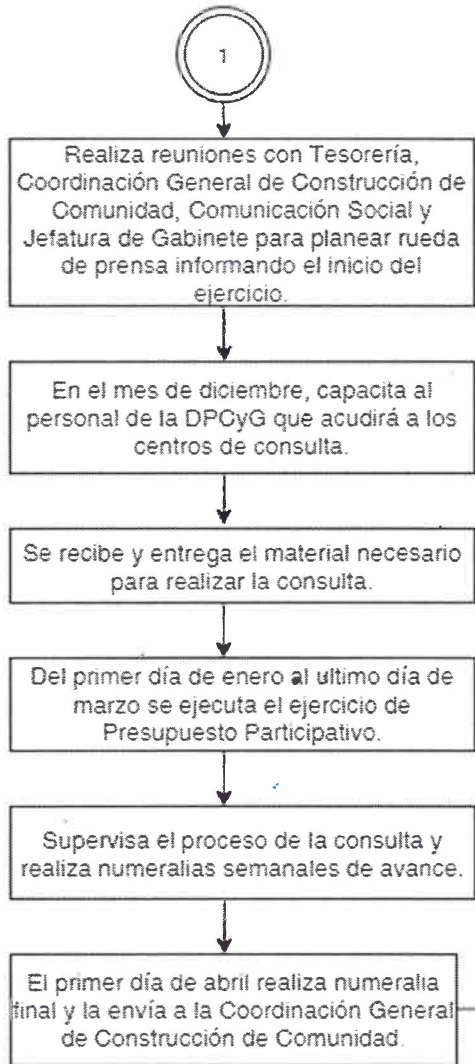 1
Realiza reuniones con Tesorería,
Coordinación General de Construcción de
Comunidad, Comunicación Social y
Jefatura de Gabinete para planear rueda
de prensa informando el inicio del
ejercicio.
En el mes de diciembre, capacita al
personal de la DPCyG que acudirá a los
centros de consulta.
Se recibe y entrega el material necesario
para realizar la consulta.
Del primer día de enero al ultimo día de
marzo se ejecuta el ejercicio de
Presupuesto Participativo.
Supervisa el proceso de la consulta y
realiza numeralias semanales de avance.
El primer día de abril realiza numeralia
final y la envía a la Coordinación General
de Construcción de Comunidad.